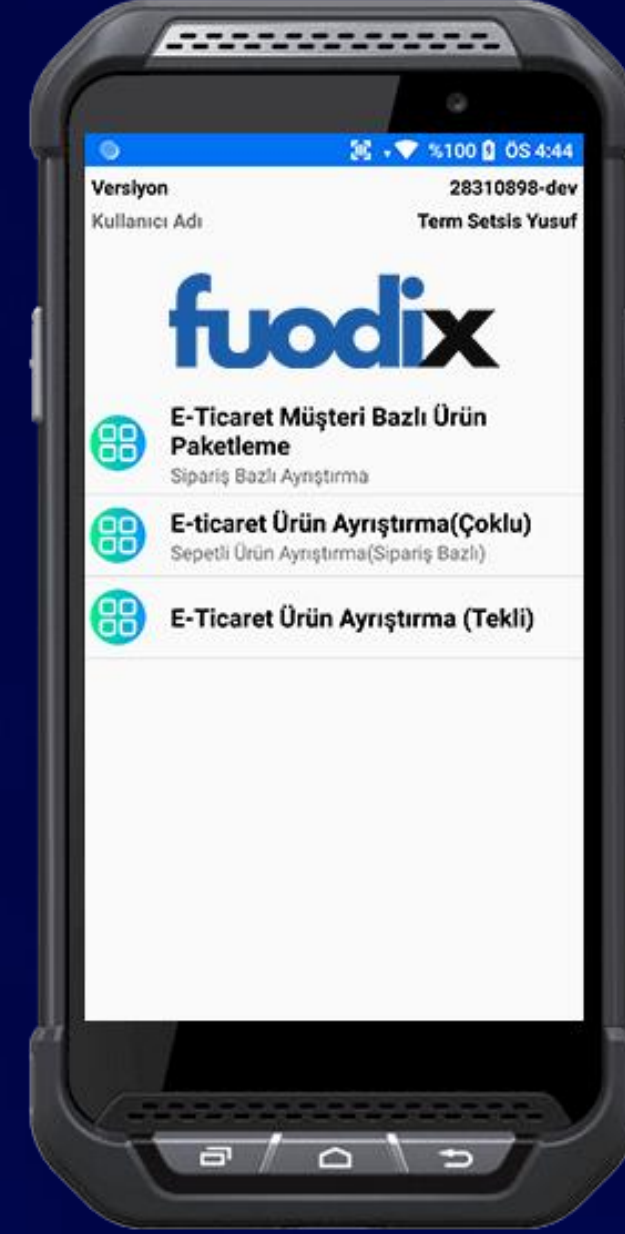 %100 ÖS 4:44
Versiyon 28310898-dev
Kullanıcı Adı Term Setsis Yusuf
fuodix
E-Ticaret Müşteri Bazlı Ürün
Paketleme
Sipariş Bazlı Ayrıştırma
E-ticaret Ürün Ayrıştırma(Çoklu)
Sepetli Ürün Ayrıştırma(Sipariş Bazlı)
E-Ticaret Ürün Ayrıştırma (Tekli)